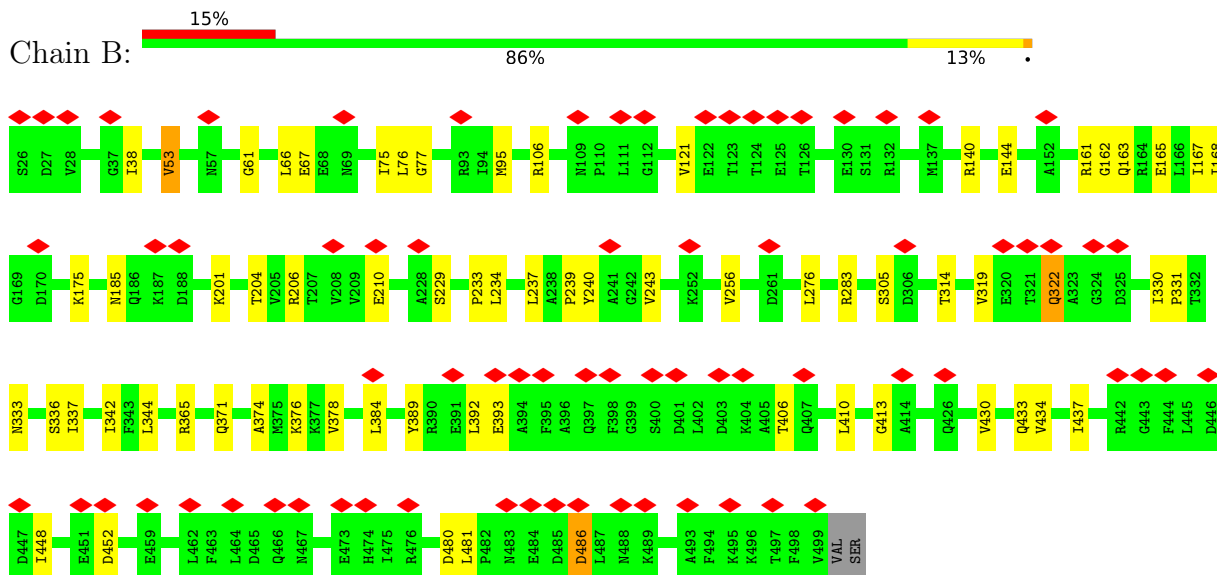 15%
Chain B:
86% 13% •
S26 D27 V28 G37 I38 V53 N57 G61 L66 E67 E68 N69 I75 L76 G77 R93 I94 M95 R106 N109 P110 L111 G112 V121 E122 T123 T124 E125 T126 E130 S131 R132 M137 R140 E144 A152 R161 G162 Q163 R164 E165 L166 I167 I168
G169 D170 K175 N185 Q186 K187 D188 K201 T204 V205 R206 T207 V208 V209 E210 A228 S229 P233 L234 L237 A238 P239 Y240 A241 G242 V243 K252 V256 D261 L276 R283 S305 D306 T314 V319 E320 T321 Q322 A323 G324 D325 I330 P331 T332
N333 S336 I337 I342 F343 L344 R365 Q371 A374 M375 K376 K377 V378 L384 Y389 R390 E391 L392 E393 A394 F395 A396 Q397 F398 G399 S400 D401 L402 D403 K404 A405 T406 Q407 L410 G413 A414 Q426 V430 Q433 V434 I437 R442 G443 F444 L445 D446
D447 I448 E451 D452 E459 L462 F463 L464 D465 Q466 N467 E473 H474 I475 R476 D480 L481 P482 N483 E484 D485 D486 L487 N488 K489 A493 F494 K495 K496 T497 F498 V499 VAL SER